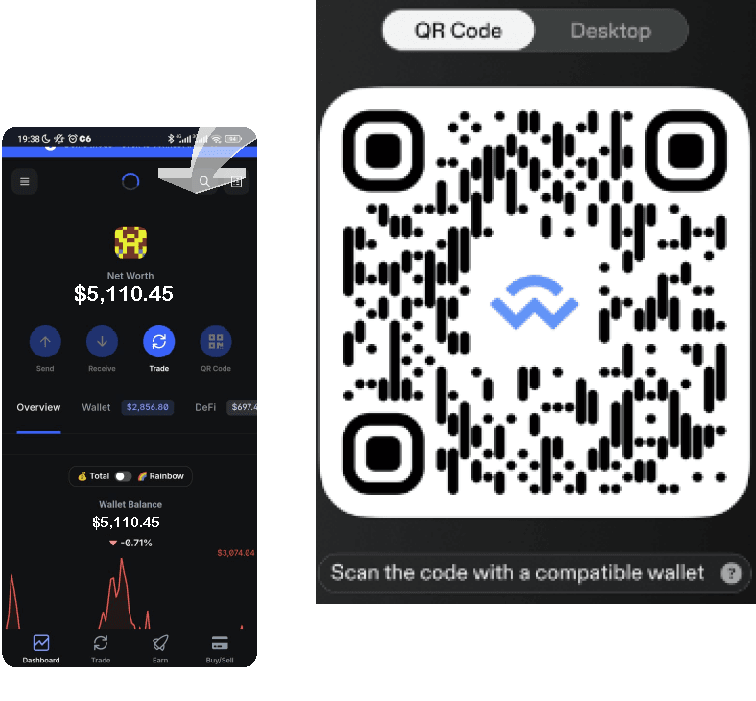 19:38
Net Worth
$5,110.45
Send
Receive
Trade
QR Code
Overview
Wallet
$2,856.80
DeFi
$697.4
Total
Rainbow
Wallet Balance
$5,110.45
-0.71%
$3,074.04
Dashboard
Trade
Earn
Buy/Sell
QR Code
Desktop
Scan the code with a compatible wallet ?